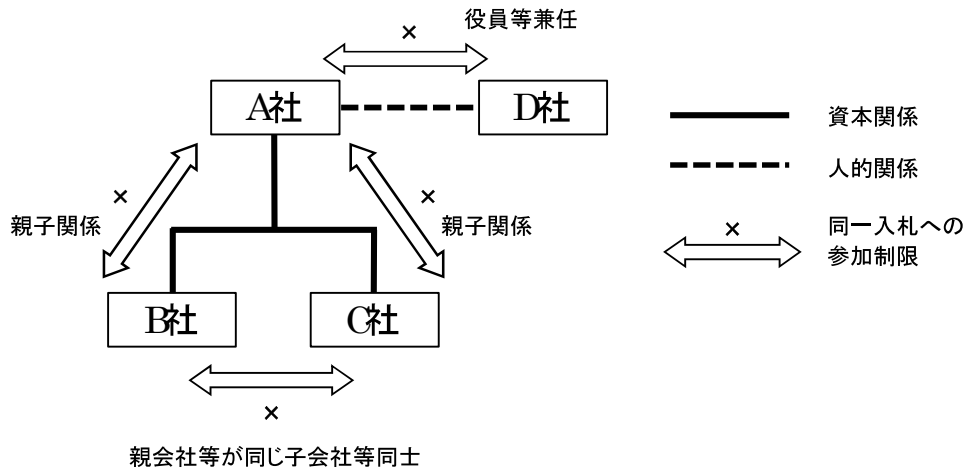 役員等兼任
×
A社
D社
資本関係
人的関係
×
親子関係
×
親子関係
×
同一入札への
参加制限
B社
C社
×
親会社等が同じ子会社等同士